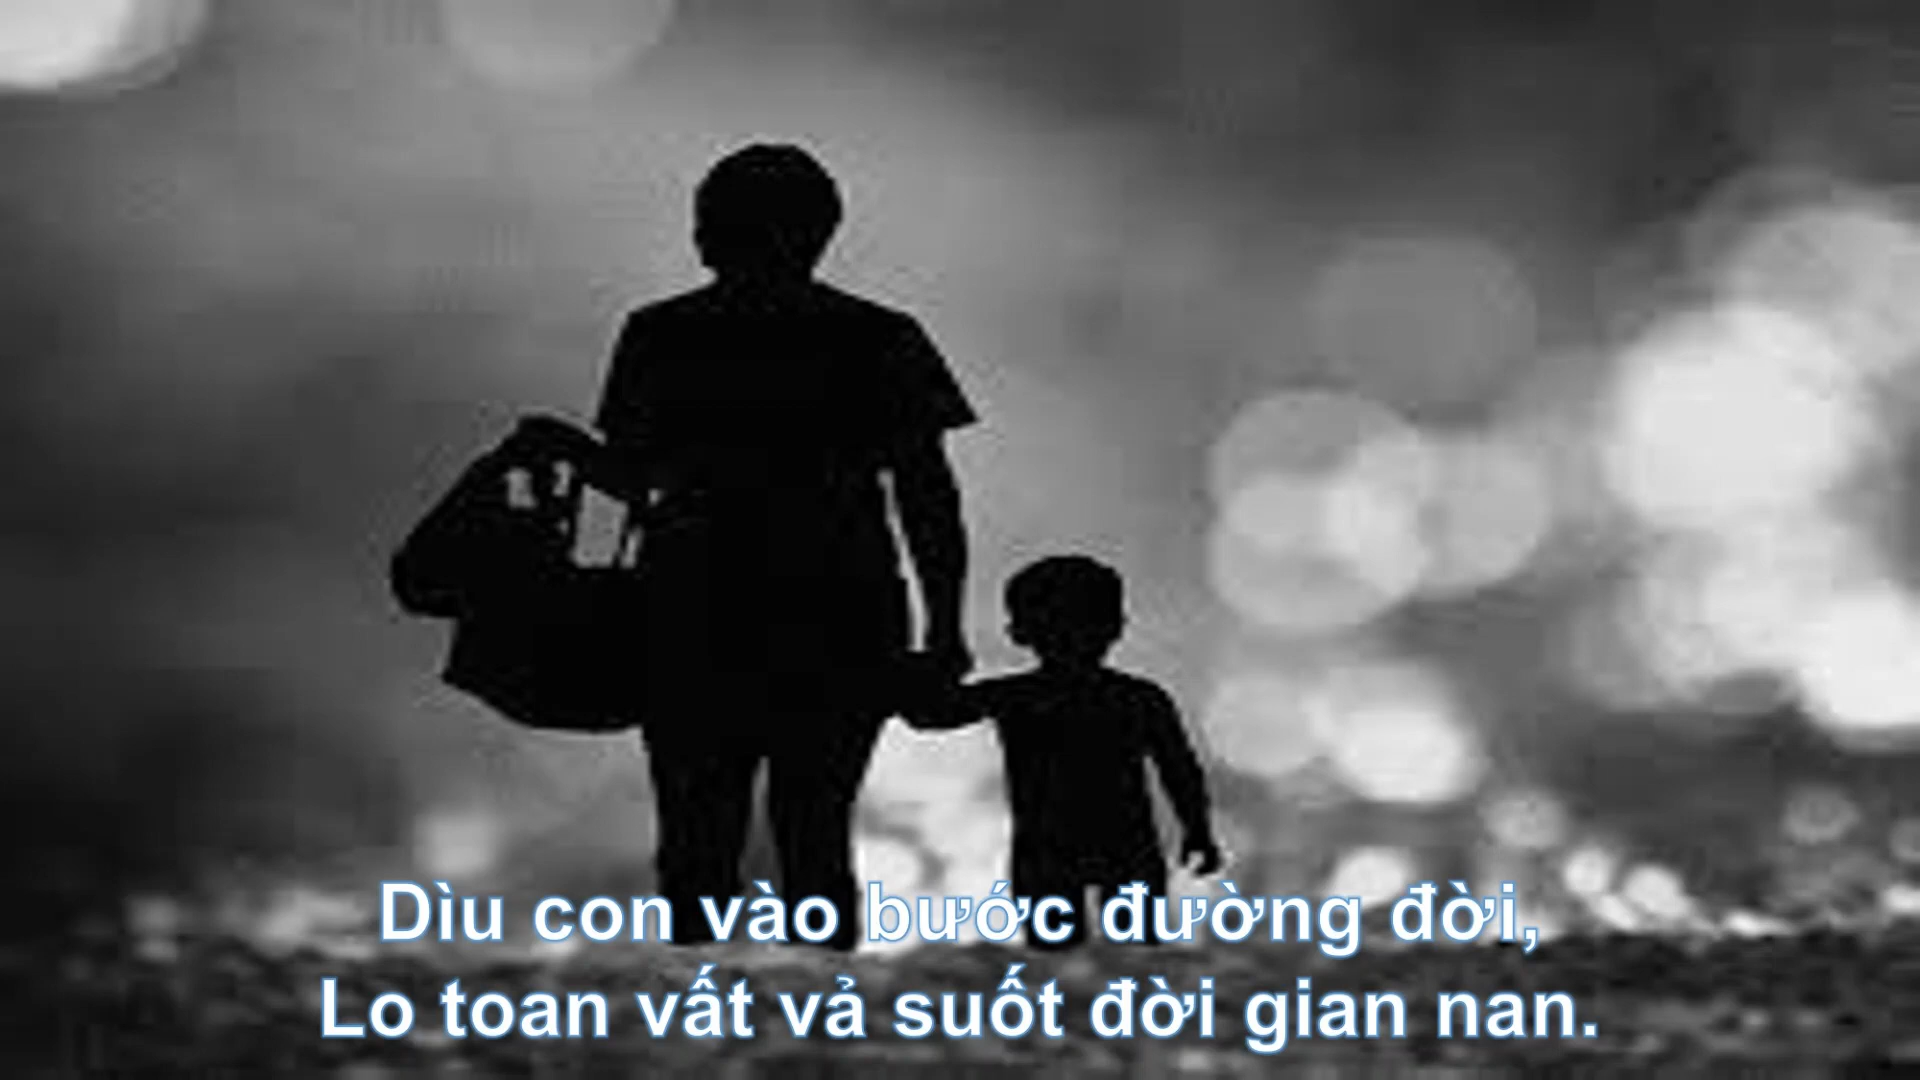 Dìu con vào bước đường đời,
Lo toan vất vả suốt đời gian nan.